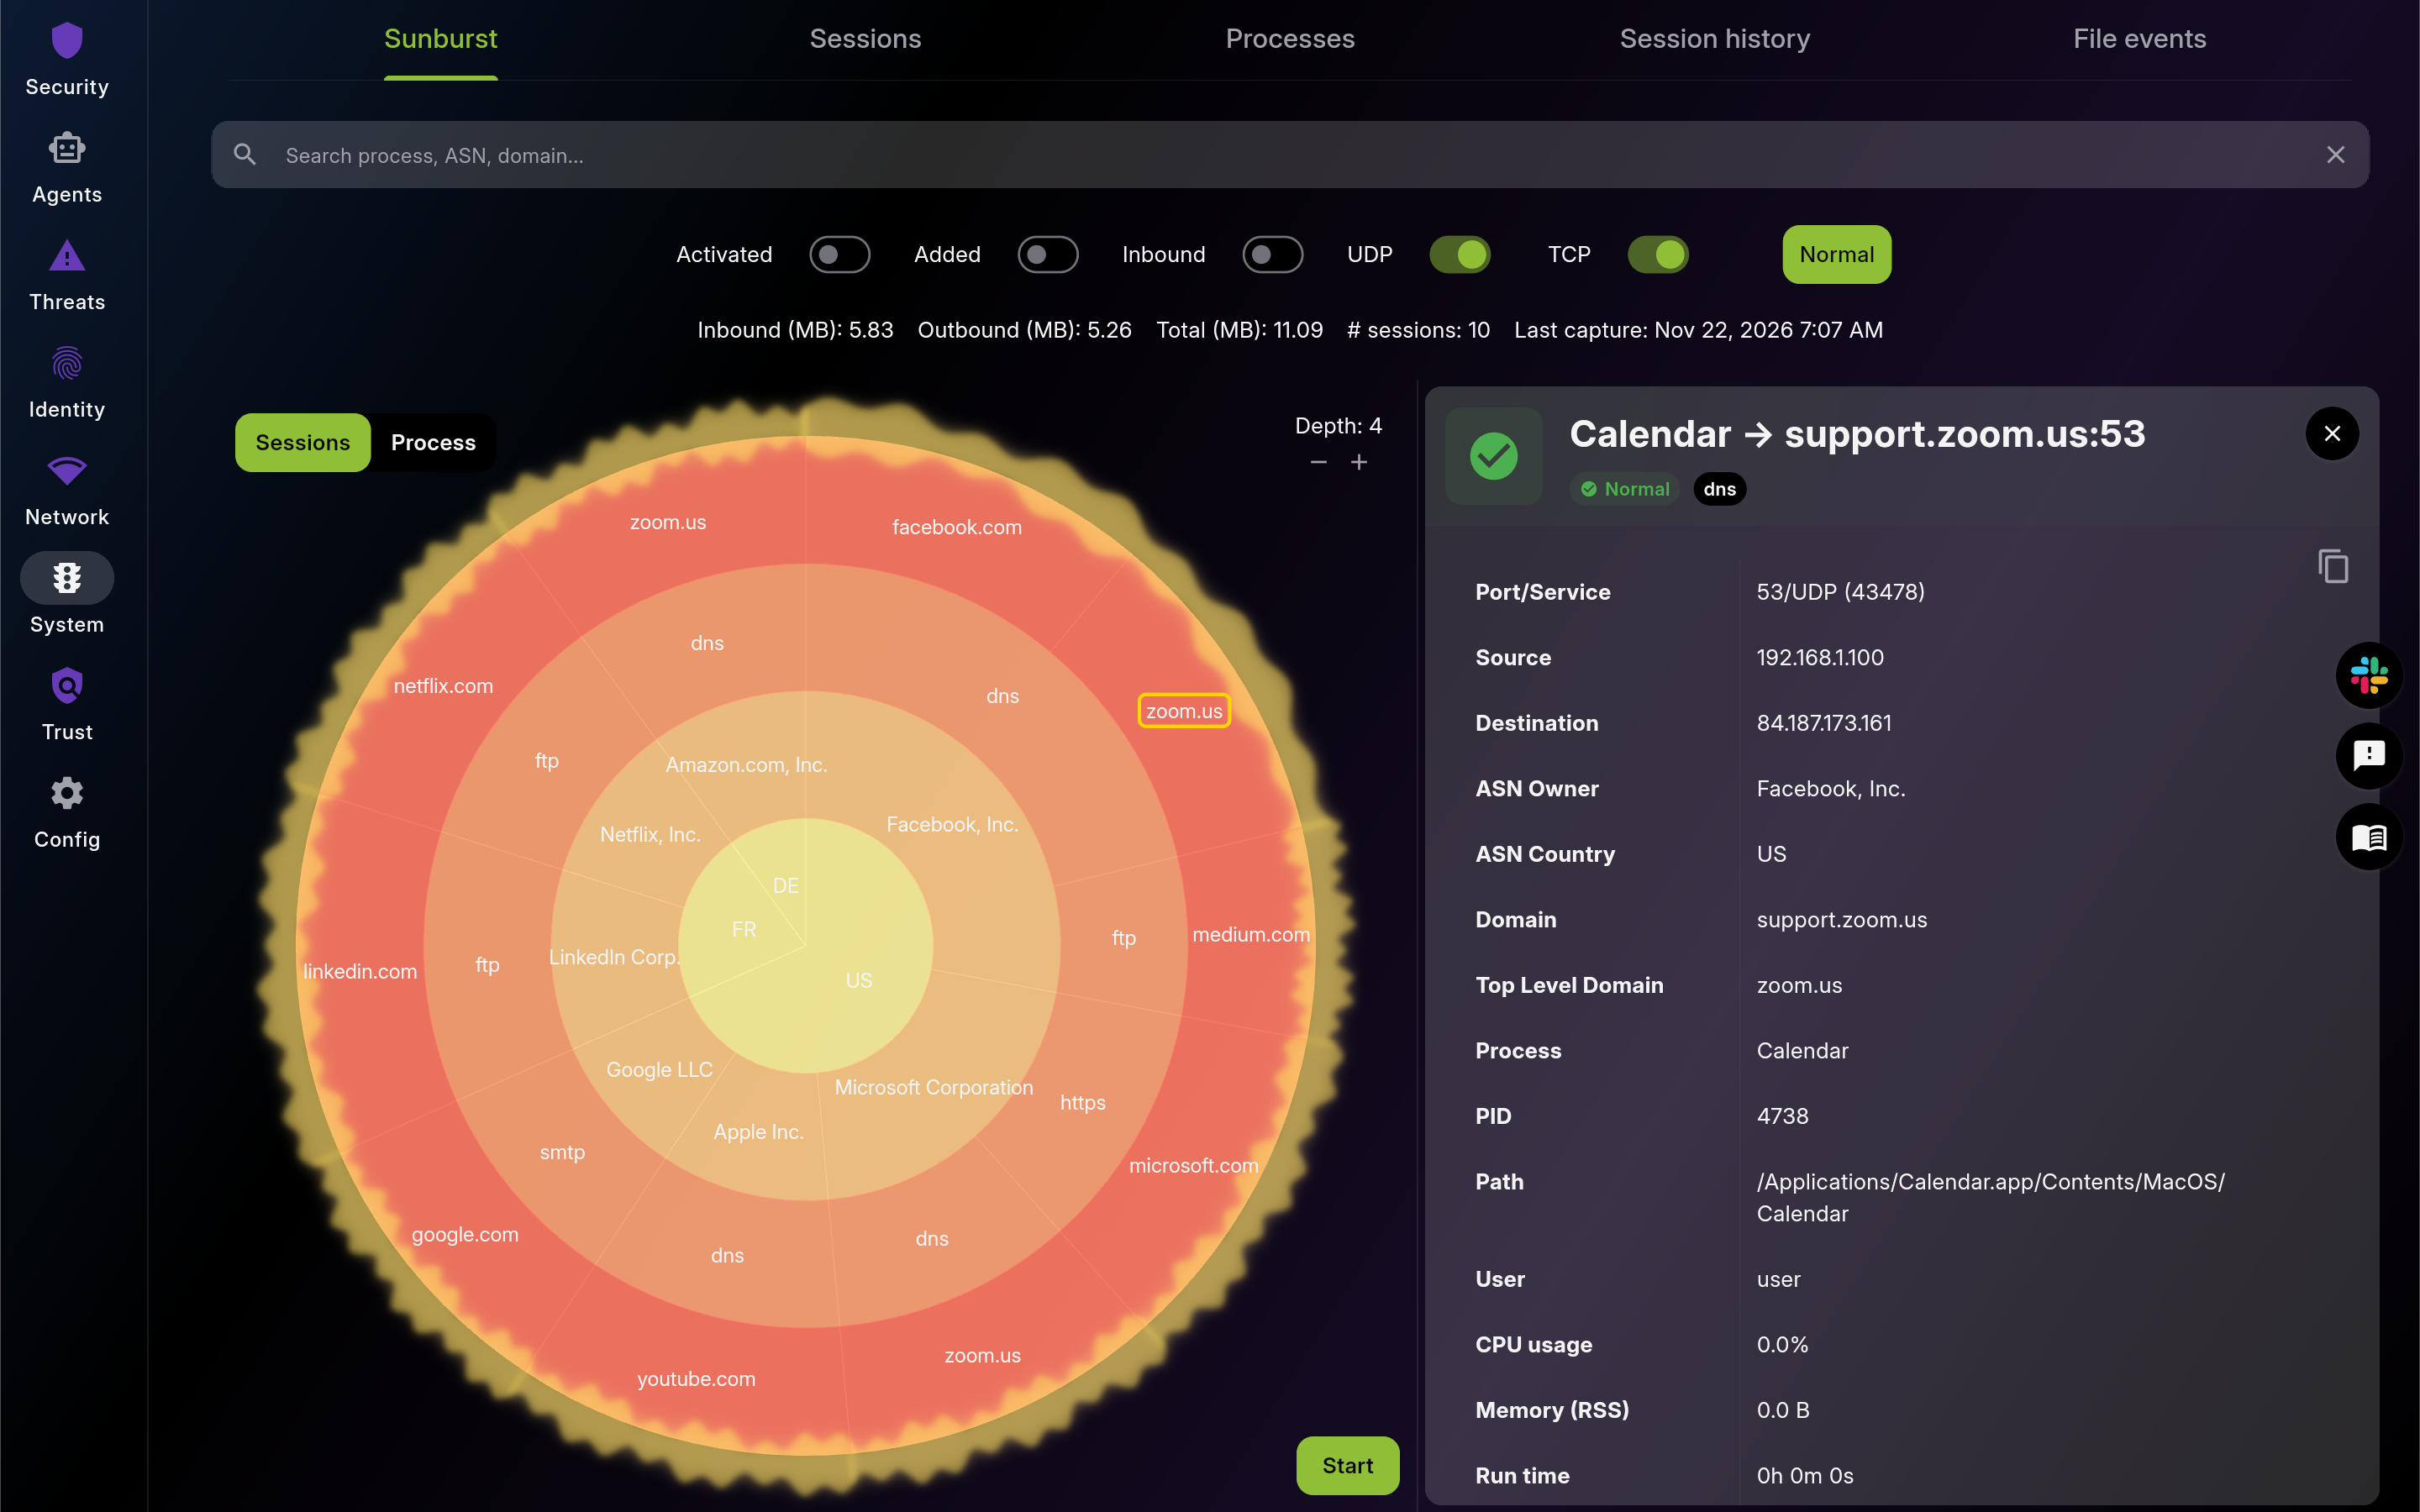 Security
Agents
Threats
Identity
Network
System
Trust
Config
Sunburst
Sessions
Processes
Session history
File events
Search process, ASN, domain...
Activated
Added
Inbound
UDP
TCP
Normal
Inbound (MB): 5.83
Outbound (MB): 5.26
Total (MB): 11.09
# sessions: 10
Last capture: Nov 22, 2026 7:07 AM
Sessions
Process
Depth: 4
zoom.us
facebook.com
dns
netflix.com
dns
zoom.us
ftp
Amazon.com, Inc.
Facebook, Inc.
Netflix, Inc.
DE
FR
medium.com
ftp
LinkedIn Corp.
ftp
linkedin.com
US
Google LLC
Microsoft Corporation
https
Apple Inc.
smtp
microsoft.com
google.com
dns
dns
zoom.us
youtube.com
Start
Calendar → support.zoom.us:53
Normal
dns
Port/Service 53/UDP (43478)
Source 192.168.1.100
Destination 84.187.173.161
ASN Owner Facebook, Inc.
ASN Country US
Domain support.zoom.us
Top Level Domain zoom.us
Process Calendar
PID 4738
Path /Applications/Calendar.app/Contents/MacOS/
Calendar
User user
CPU usage 0.0%
Memory (RSS) 0.0 B
Run time 0h 0m 0s